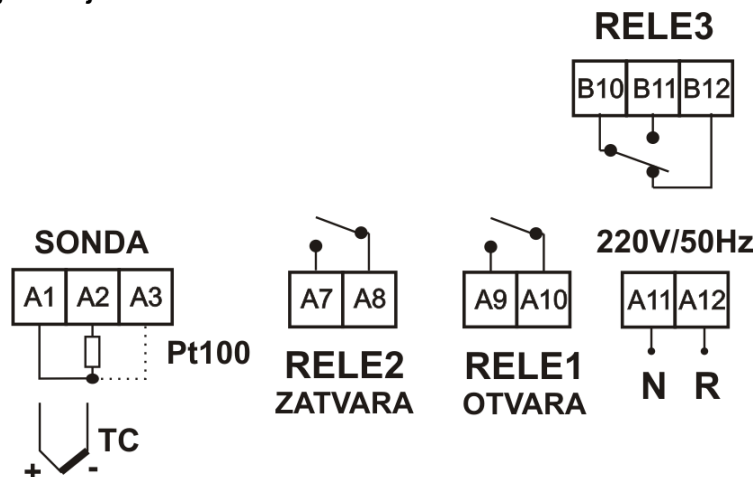 RELE3
B10 B11 B12
SONDA
A1 A2 A3
Pt100
TC
+ -
A7 A8
RELE2
ZATVARA
A9 A10
RELE1
OTVARA
220V/50Hz
A11 A12
N R